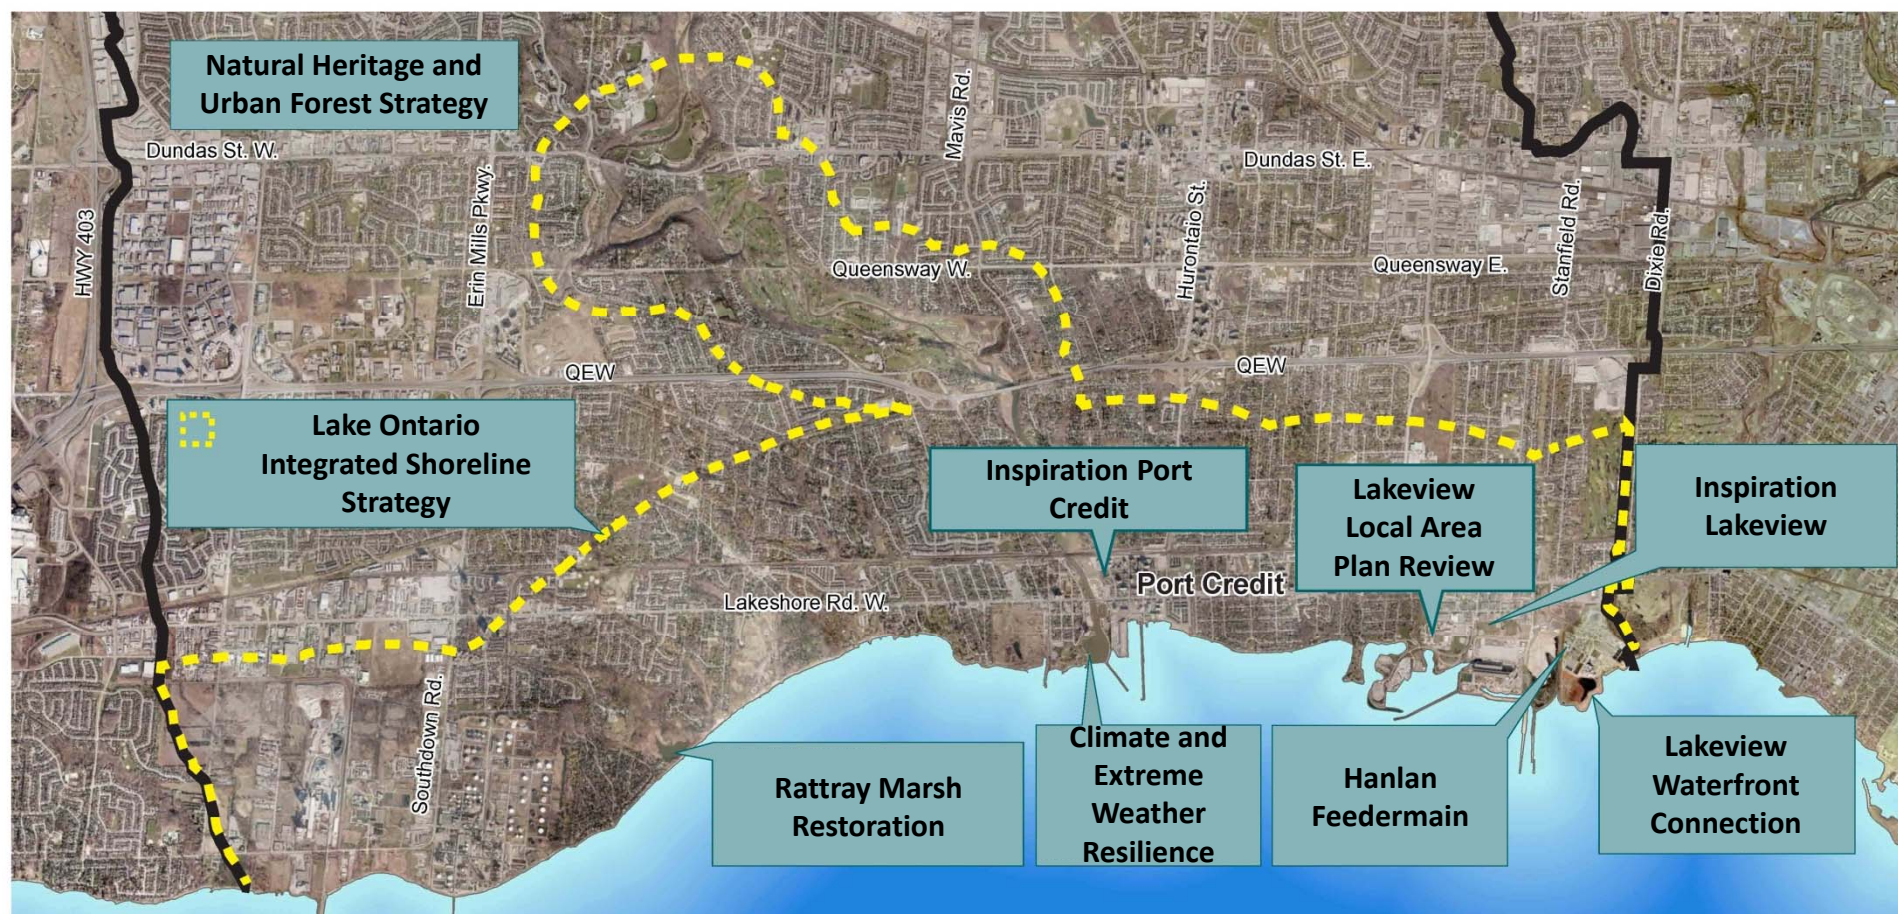 Natural Heritage and
Urban Forest Strategy
Dundas St. W.
Mavis Rd.
Dundas St. E.
HWY 403
Erin Mills Pkwy.
Queensway W.
Hurontario St.
Queensway E.
Stanfield Rd.
Dixie Rd.
QEW
QEW
Lake Ontario
Integrated Shoreline
Strategy
Inspiration Port
Credit
Lakeview
Local Area
Plan Review
Inspiration
Lakeview
Port Credit
Lakeshore Rd. W.
Southdown Rd.
Rattray Marsh
Restoration
Climate and
Extreme
Weather
Resilience
Hanlan
Feedermain
Lakeview
Waterfront
Connection